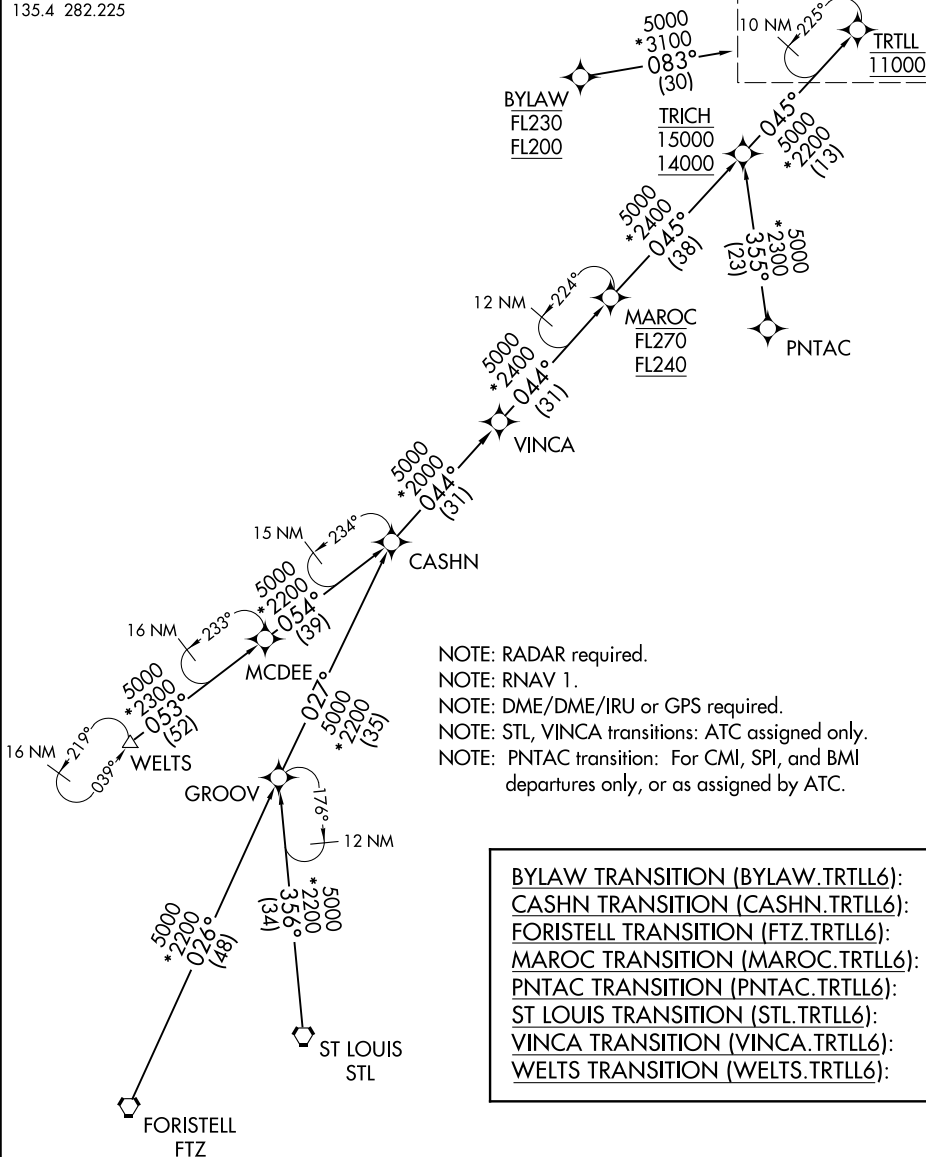 135.4 282.225
5000
*3100
083°
(30)
BYLAW
FL230
FL200
10 NM
225°
TRTLL
11000
TRICH
15000
14000
045°
5000
*2200
(13)
5000
*2400
045°
(38)
5000
*2300
355°
(23)
PNTAC
12 NM
224°
MAROC
FL270
FL240
5000
*2400
044°
(31)
VINCA
5000
*2000
044°
(31)
15 NM
234°
CASHN
5000
*2200
054°
(39)
16 NM
233°
MCDEE
5000
*2300
053°
(52)
16 NM
219°
039°
WELTS
027°
5000
*2200
(35)
GROOV
176°
12 NM
5000
*2200
356°
(34)
5000
*2200
026°
(48)
ST LOUIS
STL
FORISTELL
FTZ
NOTE: RADAR required.
NOTE: RNAV 1.
NOTE: DME/DME/IRU or GPS required.
NOTE: STL, VINCA transitions: ATC assigned only.
NOTE: PNTAC transition: For CMI, SPI, and BMI
departures only, or as assigned by ATC.
BYLAW TRANSITION (BYLAW.TRTLL6):
CASHN TRANSITION (CASHN.TRTLL6):
FORISTELL TRANSITION (FTZ.TRTLL6):
MAROC TRANSITION (MAROC.TRTLL6):
PNTAC TRANSITION (PNTAC.TRTLL6):
ST LOUIS TRANSITION (STL.TRTLL6):
VINCA TRANSITION (VINCA.TRTLL6):
WELTS TRANSITION (WELTS.TRTLL6):